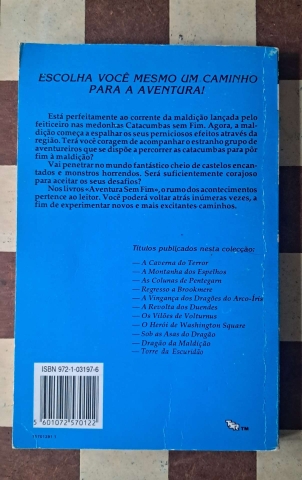 ESCOLHA VOCÊ MESMO UM CAMINHO
PARA A AVENTURA!
Está perfeitamente ao corrente da maldição lançada pelo
feiticeiro nas medonhas Catacumbas sem Fim. Agora, a mal-
dição começa a espalhar os seus perniciosos efeitos através da
região. Terá você coragem de acompanhar o estranho grupo de
aventureiros que se dispõe a percorrer as catacumbas para pôr
fim à maldição?
Vai penetrar no mundo fantástico cheio de castelos encan-
tados e monstros horrendos. Será suficientemente corajoso
para aceitar os seus desafios?
Nos livros «Aventura Sem Fim», o rumo dos acontecimentos
pertence ao leitor. Você poderá voltar atrás inúmeras vezes, a
fim de experimentar novos e mais excitantes caminhos.
Títulos publicados nesta colecção:
— A Caverna do Terror
— A Montanha dos Espelhos
— As Colunas de Pentegarn
— Regresso a Brookmere
— A Vingança dos Dragões do Arco-Íris
— A Revolta dos Duendes
— Os Vilões de Volturnus
— O Herói de Washington Square
— Sob as Asas do Dragão
— Dragão da Maldição
— Torre da Escuridão
ISBN 972-1-03197-6
5 601072 570122
TM